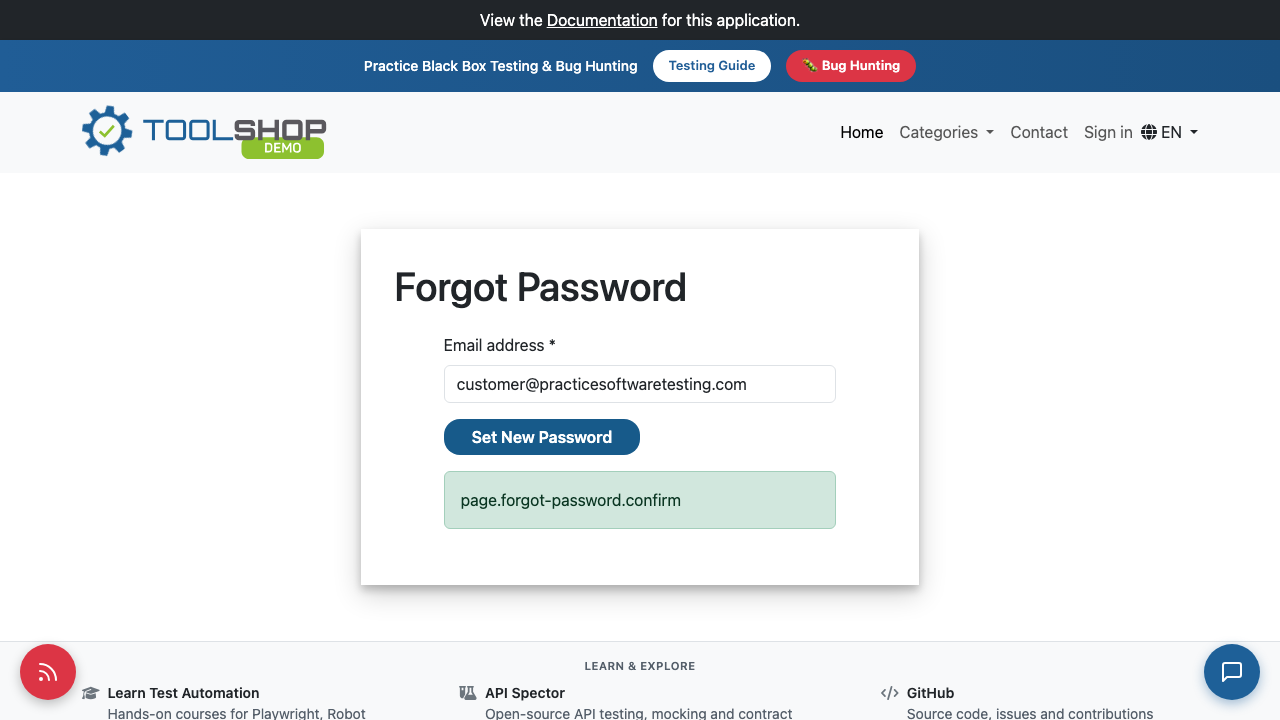 View the Documentation for this application.
Practice Black Box Testing & Bug Hunting
Testing Guide
Bug Hunting
TOOLSHOP
DEMO
Home
Categories
Contact
Sign in
EN
Forgot Password
Email address *
customer@practicesoftwaretesting.com
Set New Password
page.forgot-password.confirm
LEARN & EXPLORE
Learn Test Automation
Hands-on courses for Playwright, Robot
API Spector
Open-source API testing, mocking and contract
GitHub
Source code, issues and contributions